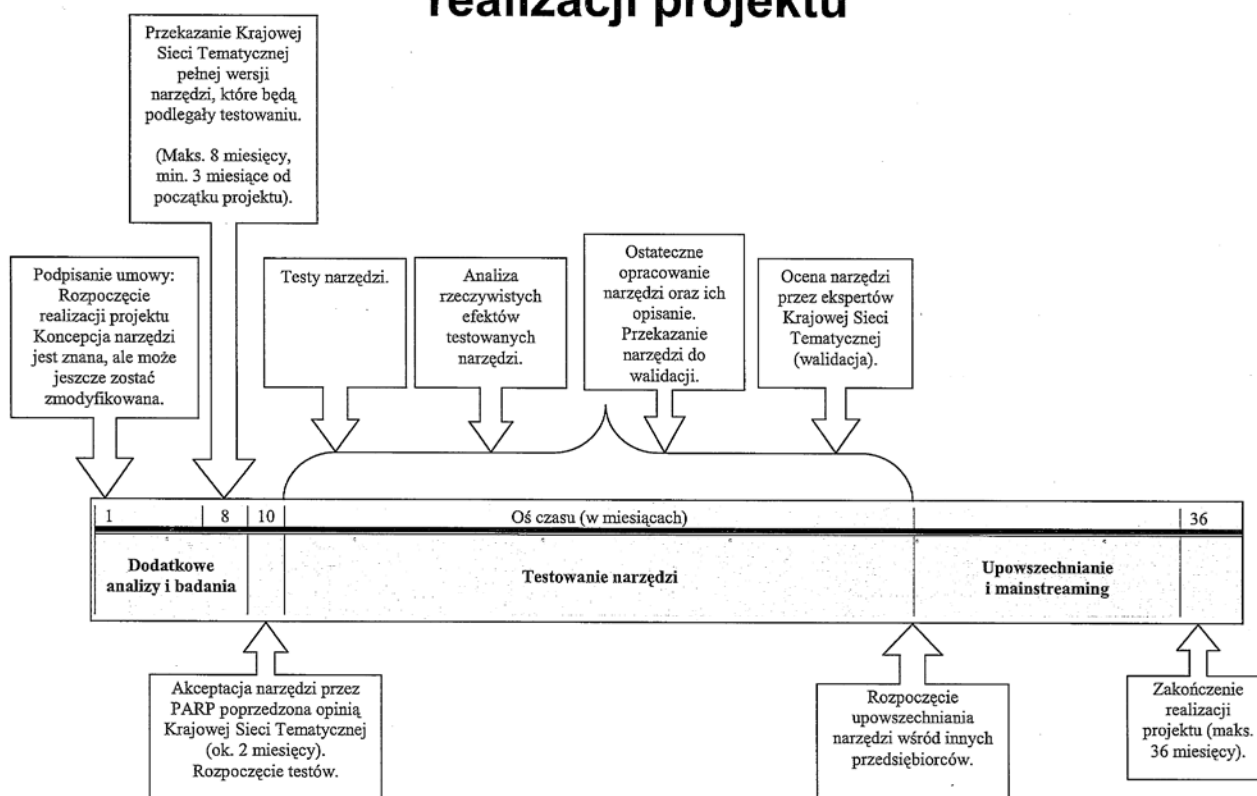 realizacji projektu
Przekazanie Krajowej
Sieci Tematycznej
pełnej wersji
narzędzi, które będą
podlegały testowaniu.
(Maks. 8 miesięcy,
min. 3 miesiące od
początku projektu).
Podpisanie umowy:
Rozpoczęcie
realizacji projektu
Koncepcja narzędzi
jest znana, ale może
jeszcze zostać
zmodyfikowana.
Testy narzędzi.
Analiza
rzeczywistych
efektów
testowanych
narzędzi.
Ostateczne
opracowanie
narzędzi oraz ich
opisanie.
Przekazanie
narzędzi do
walidacji.
Ocena narzędzi
przez ekspertów
Krajowej Sieci
Tematycznej
(walidacja).
1 8 10 Oś czasu (w miesiącach) 36
Dodatkowe
analizy i badania
Testowanie narzędzi
Upowszechnianie
i mainstreaming
Akceptacja narzędzi przez
PARP poprzedzona opinią
Krajowej Sieci Tematycznej
(ok. 2 miesięcy).
Rozpoczęcie testów.
Rozpoczęcie
upowszechniania
narzędzi wśród innych
przedsiębiorców.
Zakończenie
realizacji
projektu (maks.
36 miesięcy).